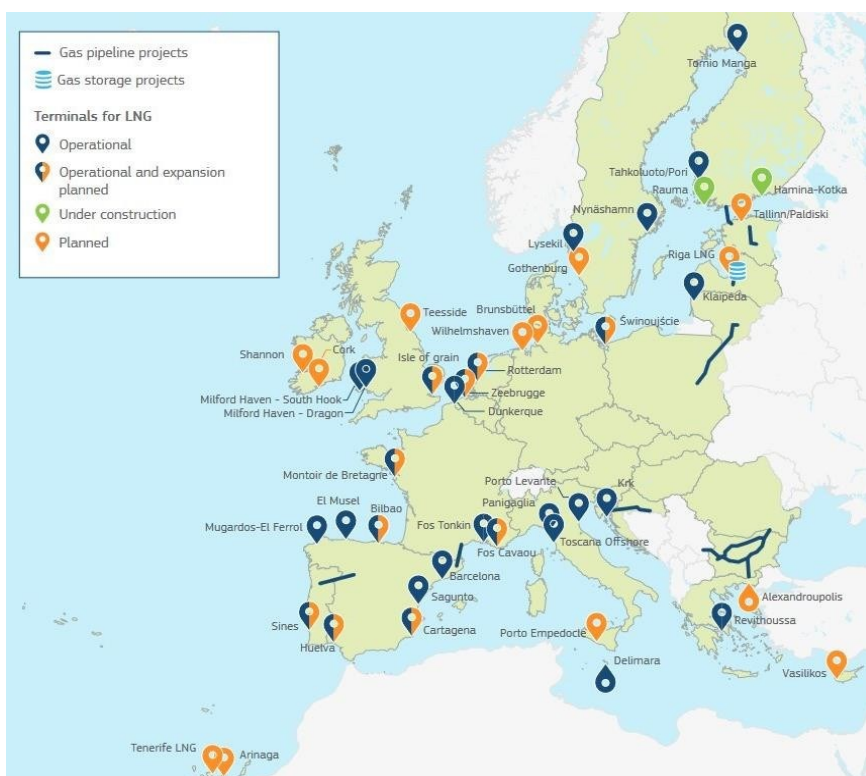 Gas pipeline projects
Gas storage projects
Terminals for LNG
Operational
Operational and expansion
planned
Under construction
Planned
Tornio Manga
Tahkoluoto/Pori
Rauma
Hamina-Kotka
Nynäshamn
Tallinn/Paldiski
Lysekil
Gothenburg
Riga LNG
Klaipėda
Teesside
Brunsbüttel
Wilhelmshaven
Świnoujście
Shannon
Cork
Isle of grain
Rotterdam
Milford Haven - South Hook
Zeebrugge
Milford Haven - Dragon
Dunkerque
Montoir de Bretagne
Porto Levante
Krk
El Musel
Bilbao
Panigaglia
Mugardos-El Ferrol
Fos Tonkin
Fos Cavaou
Toscana Offshore
Barcelona
Sagunto
Alexandroupolis
Sines
Cartagena
Porto Empedocle
Revithoussa
Huelva
Delimara
Vasilikos
Tenerife LNG
Arinaga